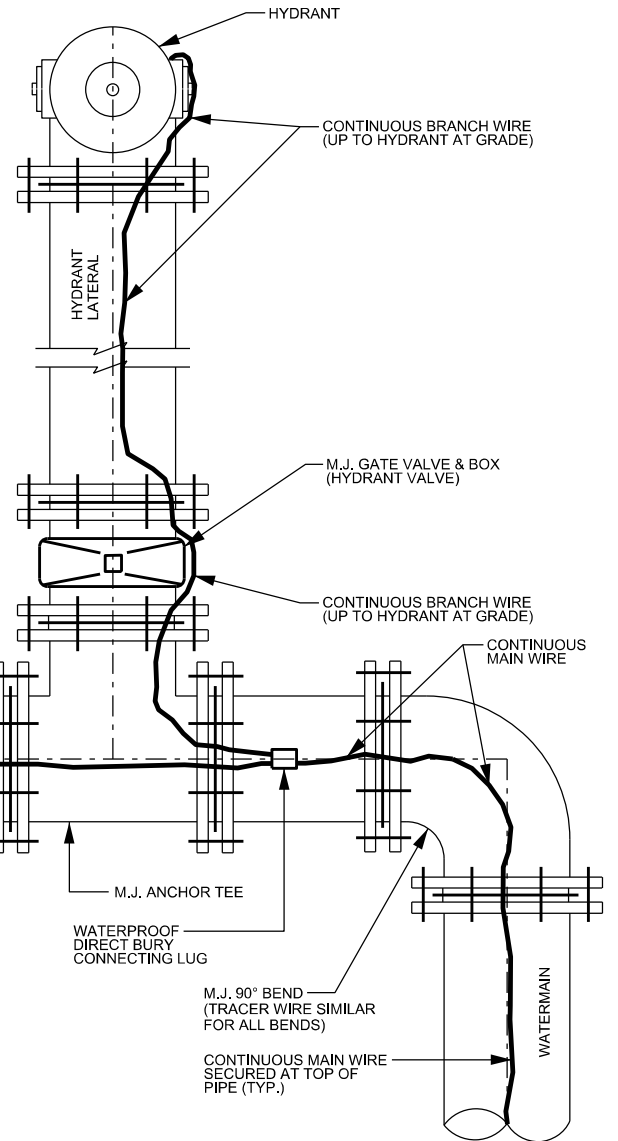 HYDRANT
CONTINUOUS BRANCH WIRE
(UP TO HYDRANT AT GRADE)
HYDRANT
LATERAL
M.J. GATE VALVE & BOX
(HYDRANT VALVE)
CONTINUOUS BRANCH WIRE
(UP TO HYDRANT AT GRADE)
CONTINUOUS
MAIN WIRE
M.J. ANCHOR TEE
WATERPROOF
DIRECT BURY
CONNECTING LUG
M.J. 90° BEND
(TRACER WIRE SIMILAR
FOR ALL BENDS)
WATERMAIN
CONTINUOUS MAIN WIRE
SECURED AT TOP OF
PIPE (TYP.)